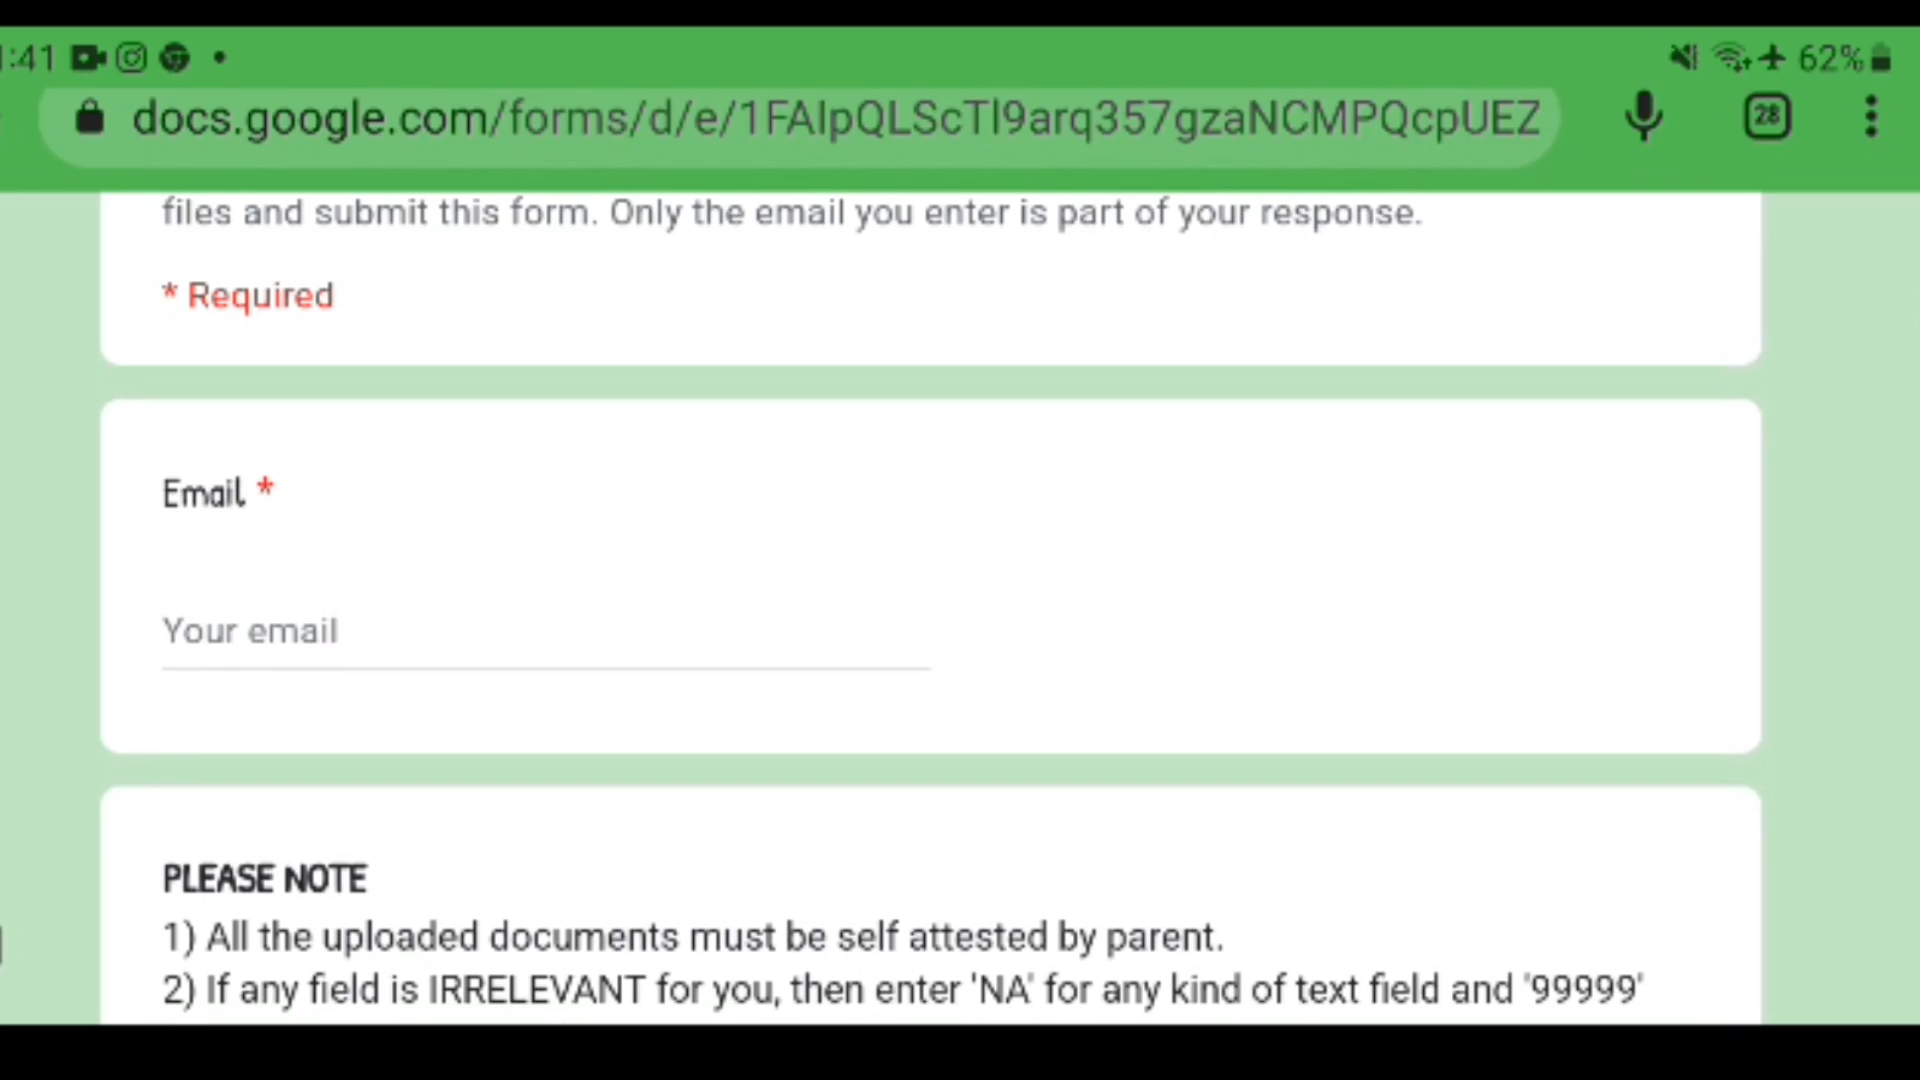 :41 62%
docs.google.com/forms/d/e/1FAIpQLScTl9arq357gzaNCMPQcpUEZ 28
files and submit this form. Only the email you enter is part of your response.
* Required
Email *
Your email
PLEASE NOTE
1) All the uploaded documents must be self attested by parent.
2) If any field is IRRELEVANT for you, then enter 'NA' for any kind of text field and '99999'